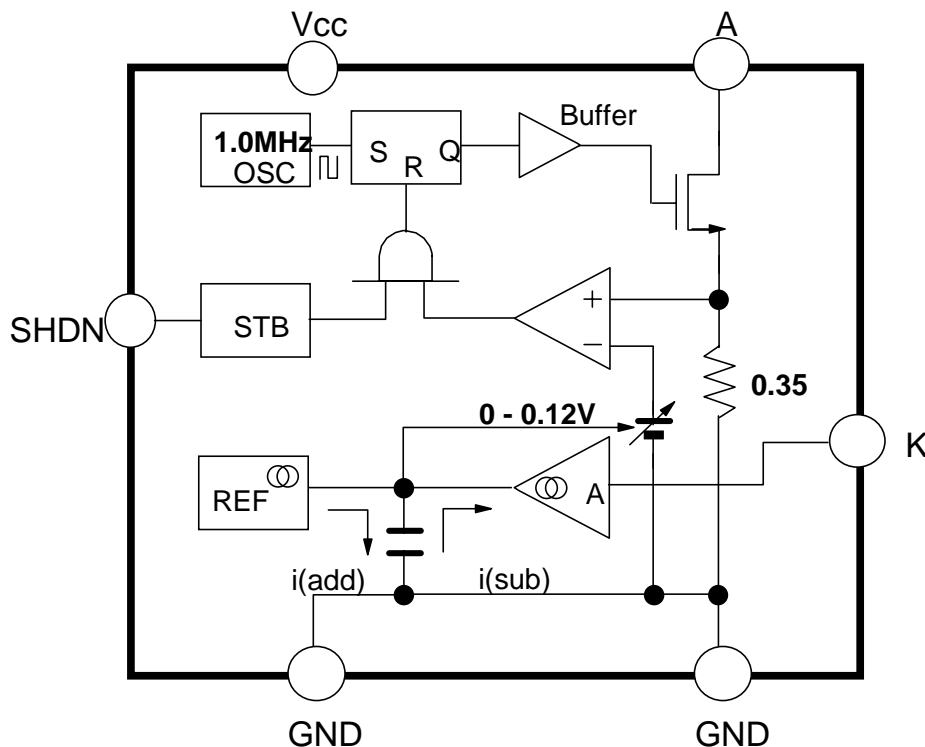 Vcc
A
Buffer
1.0MHz
OSC
S
R
Q
SHDN
STB
+
−
0.35
0 - 0.12V
K
REF
A
i(add)
i(sub)
GND
GND